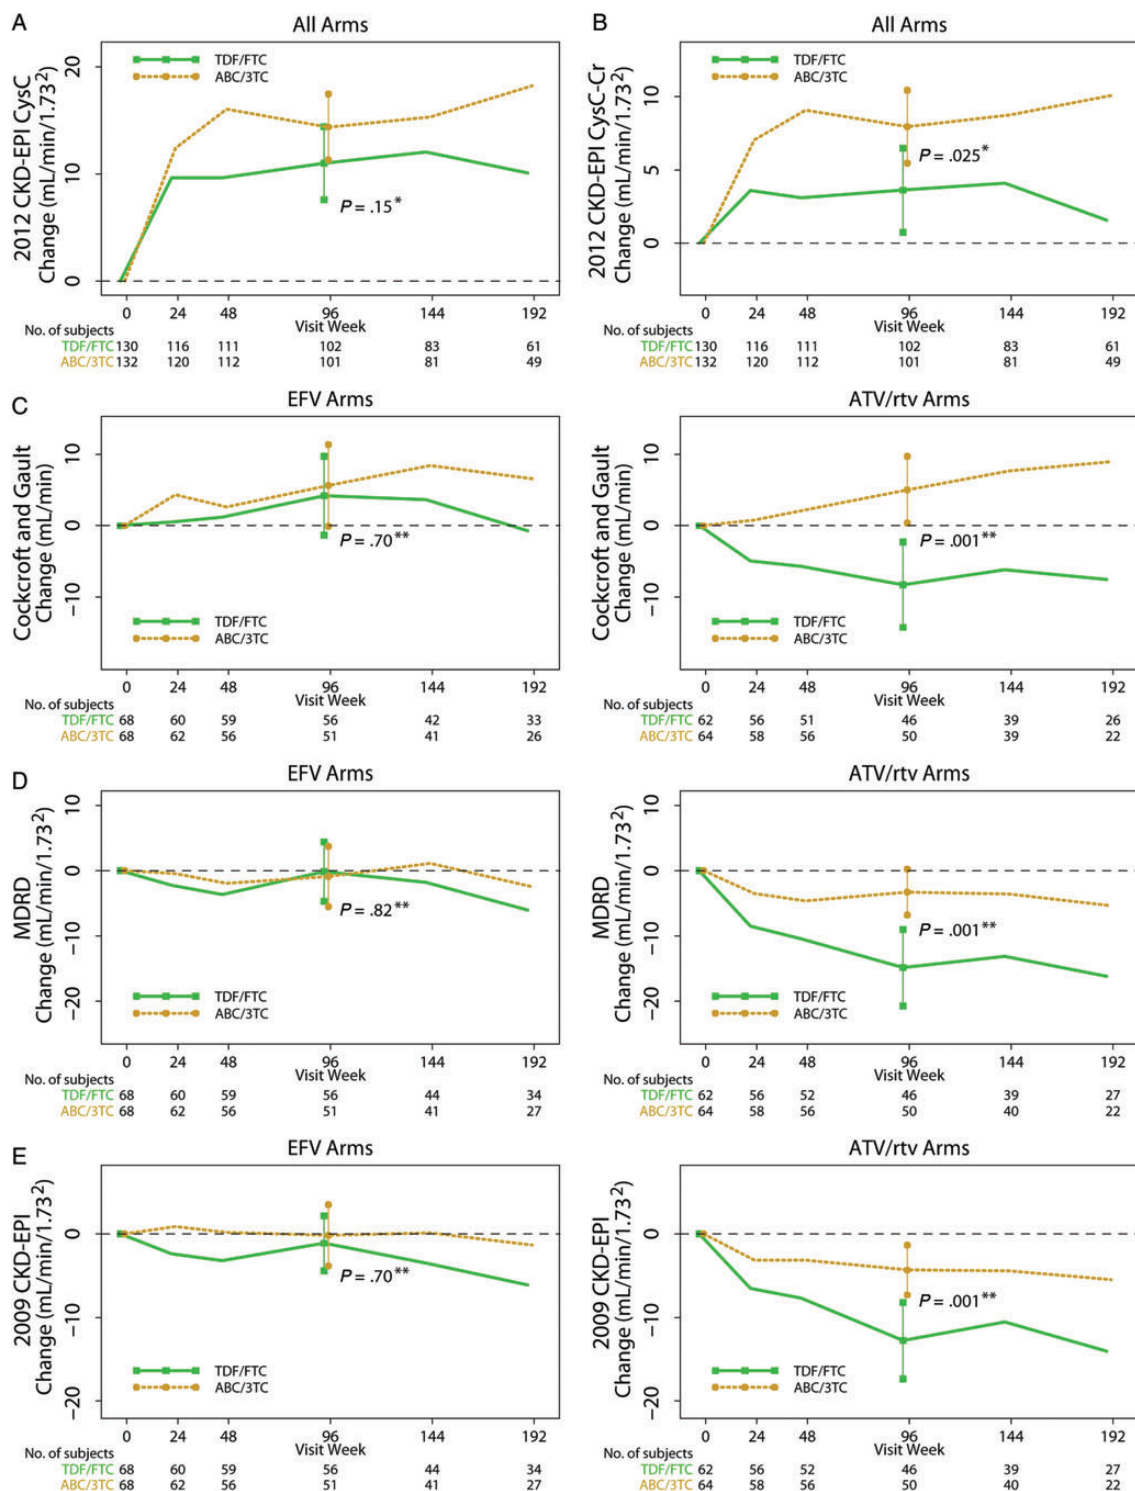 A
All Arms
2012 CKD-EPI CysC
Change (mL/min/1.73²)
20
10
0
TDF/FTC
ABC/3TC
P = .15*
0 24 48 96 144 192
Visit Week
No. of subjects
TDF/FTC 130 116 111 102 83 61
ABC/3TC 132 120 112 101 81 49
B
All Arms
2012 CKD-EPI CysC-Cr
Change (mL/min/1.73²)
10
5
0
TDF/FTC
ABC/3TC
P = .025*
0 24 48 96 144 192
Visit Week
No. of subjects
TDF/FTC 130 116 111 102 83 61
ABC/3TC 132 120 112 101 81 49
C
EFV Arms
Cockcroft and Gault
Change (mL/min)
10
0
−10
P = .70**
TDF/FTC
ABC/3TC
0 24 48 96 144 192
Visit Week
No. of subjects
TDF/FTC 68 60 59 56 42 33
ABC/3TC 68 62 56 51 41 26
ATV/rtv Arms
Cockcroft and Gault
Change (mL/min)
10
0
−10
P = .001**
TDF/FTC
ABC/3TC
0 24 48 96 144 192
Visit Week
No. of subjects
TDF/FTC 62 56 51 46 39 26
ABC/3TC 64 58 56 50 39 22
D
EFV Arms
MDRD
Change (mL/min/1.73²)
10
0
−10
−20
P = .82**
TDF/FTC
ABC/3TC
0 24 48 96 144 192
Visit Week
No. of subjects
TDF/FTC 68 60 59 56 44 34
ABC/3TC 68 62 56 51 41 27
ATV/rtv Arms
MDRD
Change (mL/min/1.73²)
10
0
−10
−20
P = .001**
TDF/FTC
ABC/3TC
0 24 48 96 144 192
Visit Week
No. of subjects
TDF/FTC 62 56 52 46 39 27
ABC/3TC 64 58 56 50 40 22
E
EFV Arms
2009 CKD-EPI
Change (mL/min/1.73²)
0
−10
−20
P = .70**
TDF/FTC
ABC/3TC
0 24 48 96 144 192
Visit Week
No. of subjects
TDF/FTC 68 60 59 56 44 34
ABC/3TC 68 62 56 51 41 27
ATV/rtv Arms
2009 CKD-EPI
Change (mL/min/1.73²)
0
−10
−20
P = .001**
TDF/FTC
ABC/3TC
0 24 48 96 144 192
Visit Week
No. of subjects
TDF/FTC 62 56 52 46 39 27
ABC/3TC 64 58 56 50 40 22